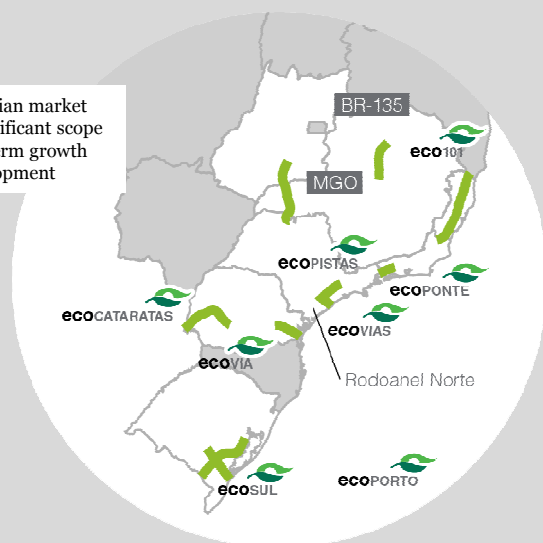 ian market
ificant scope
erm growth
opment
BR-135
eco101
MGO
ecoPISTAS
ecoPONTE
ecoCATARATAS
ecoVIAS
ecoVIA
Rodoanel Norte
ecoPORTO
ecoSUL